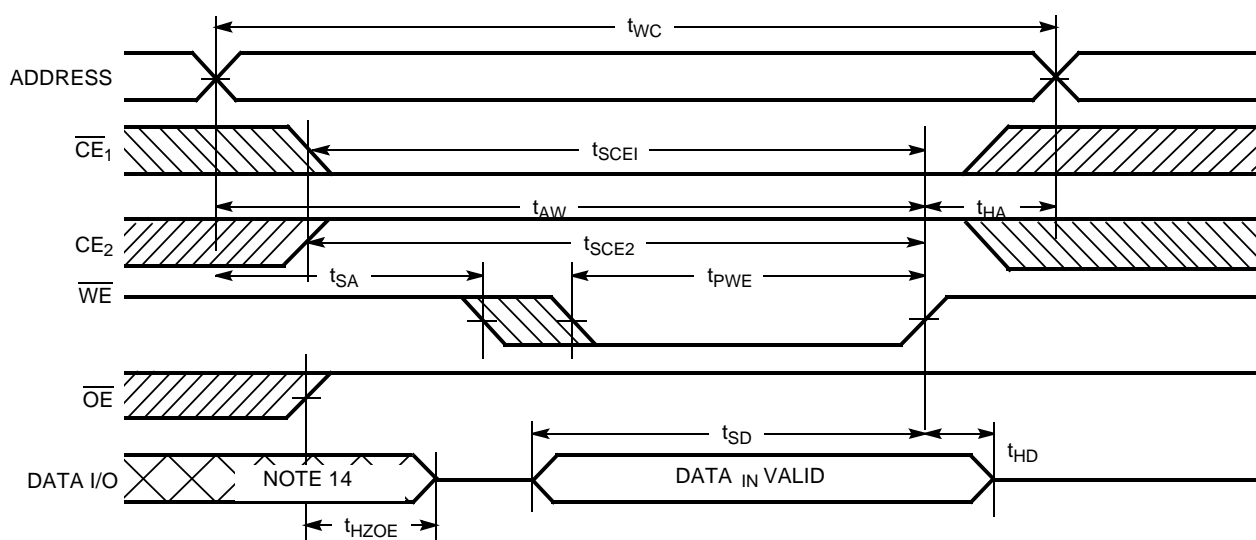 tWC
ADDRESS
CE1
tSCEI
tAW
tHA
CE2
tSCE2
tSA
tPWE
WE
OE
tSD
tHD
DATA I/O
NOTE 14
DATA IN VALID
tHZOE